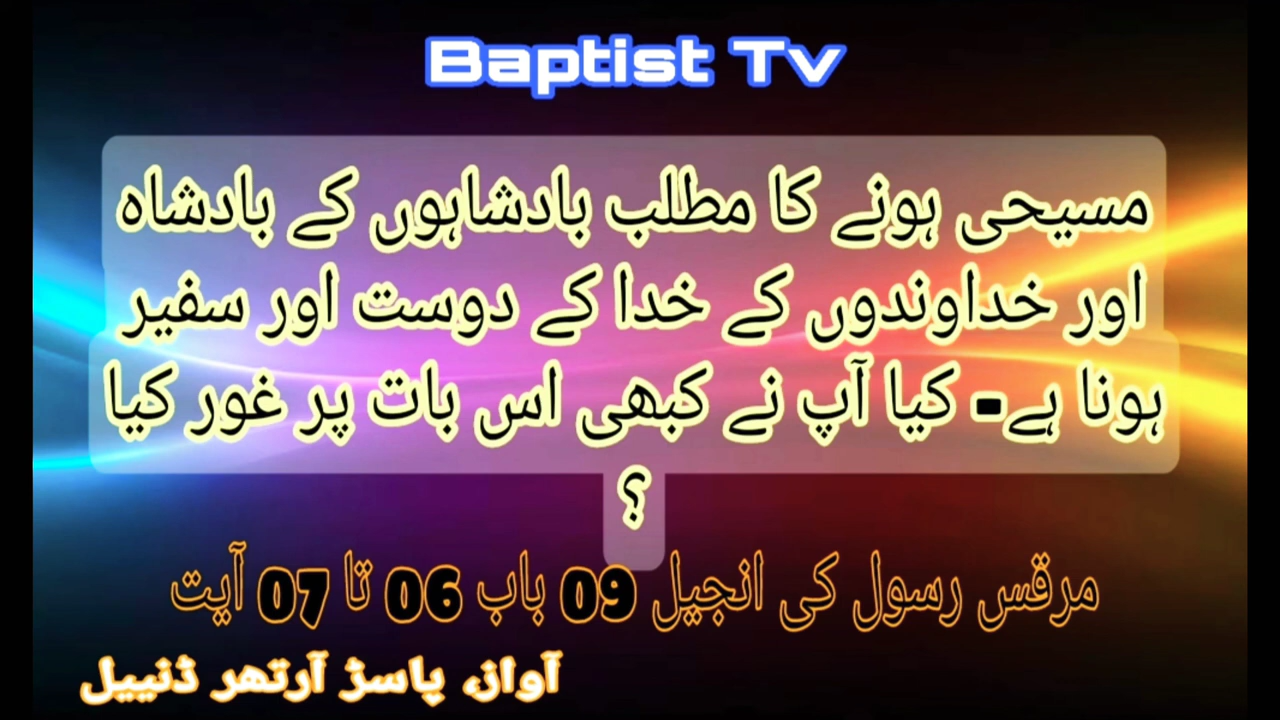 Baptist Tv
مسیحی ہونے کا مطلب بادشاہوں کے بادشاہ
اور خداوندوں کے خدا کے دوست اور سفیر
ہونا ہے- کیا آپ نے کبھی اس بات پر غور کیا
؟
مرقس رسول کی انجیل 09 باب 06 تا 07 آیت
آواز، پاسڑ آرتھر ڈنییل